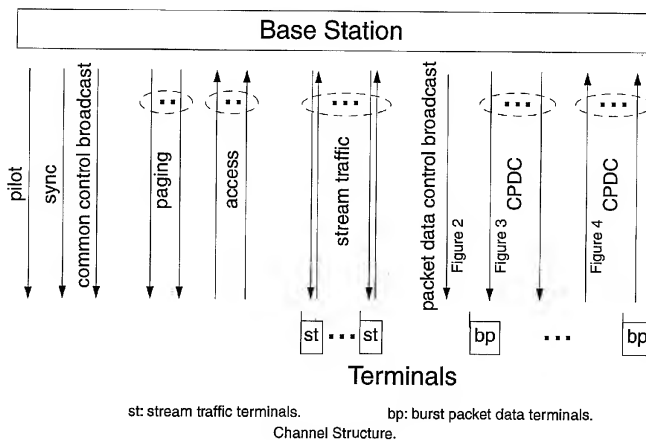 Base Station
pilot
sync
common control broadcast
paging
access
stream traffic
packet data control broadcast
Figure 2
Figure 3
CPDC
Figure 4
CPDC
st
st
bp
bp
Terminals
st: stream traffic terminals.
bp: burst packet data terminals.
Channel Structure.